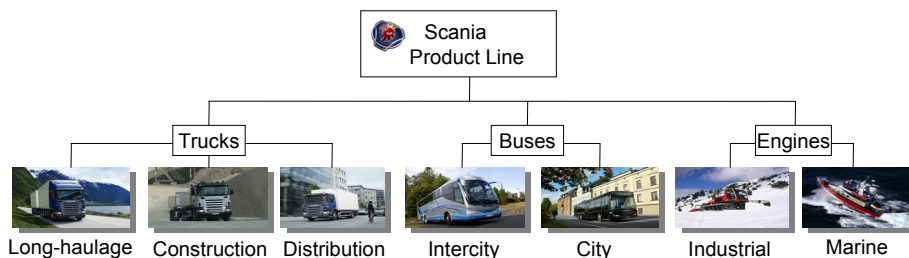 Scania
Product Line
Trucks
Buses
Engines
Long-haulage
Construction
Distribution
Intercity
City
Industrial
Marine